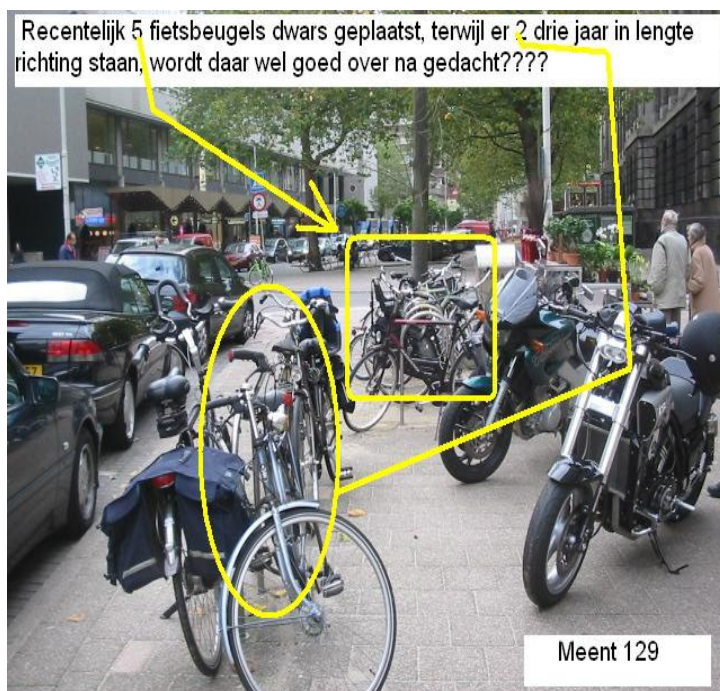 Recentelijk 5 fietsbeugels dwars geplaatst, terwijl er 2 drie jaar in lengte
richting staan, wordt daar wel goed over na gedacht????
Meent 129